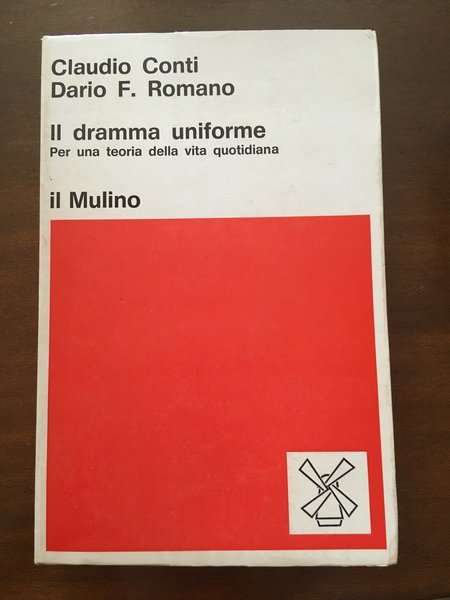 Claudio Conti
Dario F. Romano
Il dramma uniforme
Per una teoria della vita quotidiana
il Mulino